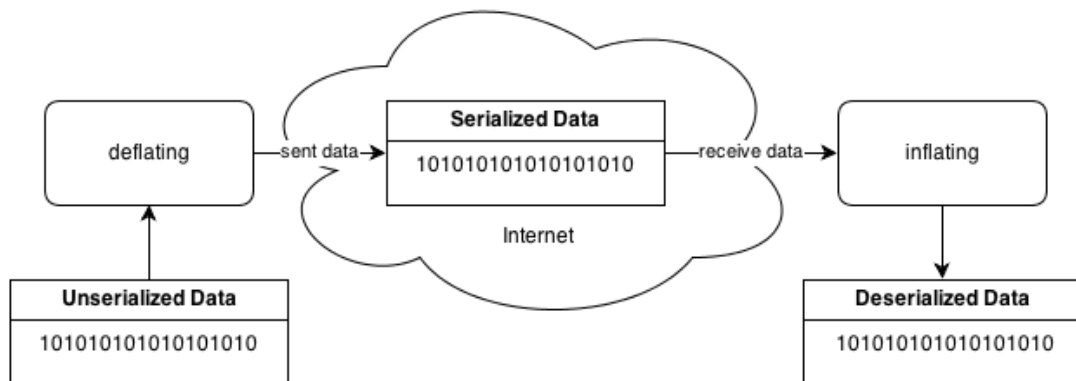 Serialized Data
deflating
sent data
101010101010101010
receive data
inflating
Internet
Unserialized Data
101010101010101010
Deserialized Data
101010101010101010